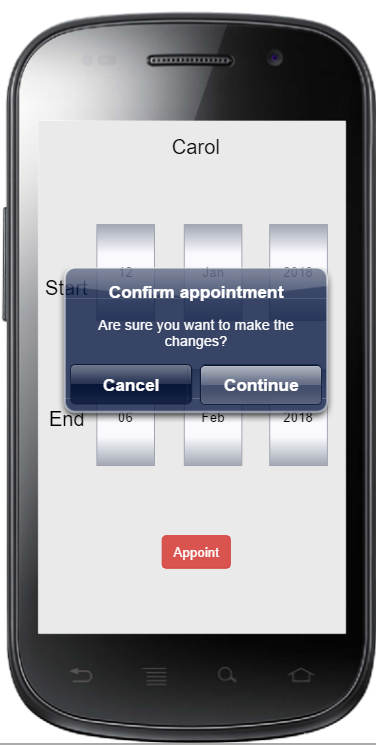 Carol
12 Jan 2018
Start
Confirm appointment
Are sure you want to make the
changes?
Cancel Continue
End 06 Feb 2018
Appoint